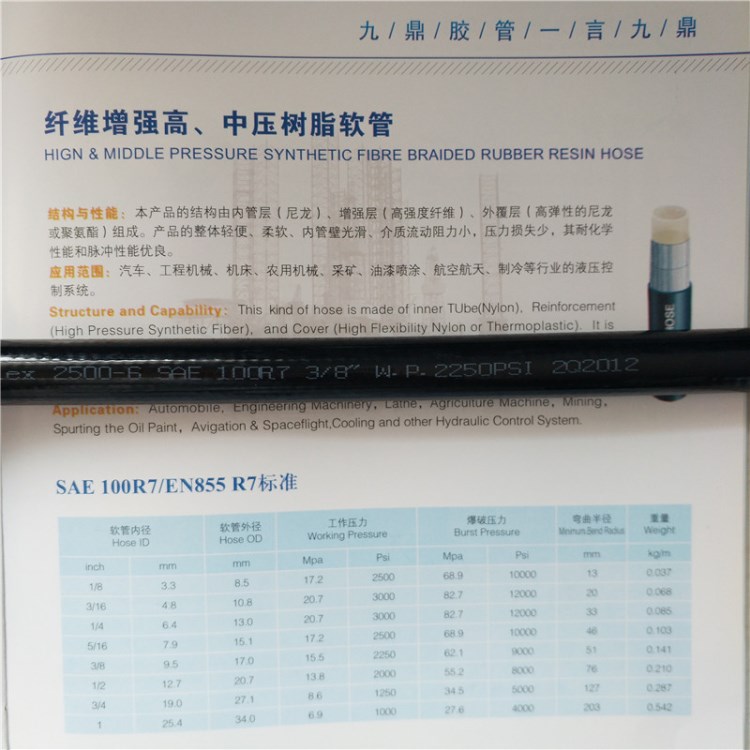 九/鼎/胶/管/一/言/九/鼎
纤维增强高、中压树脂软管
HIGN & MIDDLE PRESSURE SYNTHETIC FIBRE BRAIDED RUBBER RESIN HOSE
结构与性能：本产品的结构由内管层（尼龙）、增强层（高强度纤维）、外覆层（高弹性的尼龙
或聚氨酯）组成。产品的整体轻便、柔软、内管璧光滑、介质流动阻力小，压力损失少，其耐化学
性能和脉冲性能优良。
应用范围：汽车、工程机械、机床、农用机械、采矿、油漆喷涂、航空航天、制冷等行业的液压控
制系统。
Structure and Capability: This kind of hose is made of inner TUbe(Nylon), Reinforcement
(High Pressure Synthetic Fiber), and Cover (High Flexibility Nylon or Thermoplastic). It is
HOSE
ex 2500-6 SAE 100R7 3/8" W.P.2250PSI 2Q2012
Application: Automobile, Engineering Machinery, Lathe, Agriculture Machine, Mining,
Spurting the Oil Paint, Avigation & Spaceflight,Cooling and other Hydraulic Control System.
SAE 100R7/EN855 R7标准
软管内径 软管外径 工作压力 爆破压力 弯曲半径 重量
Hose ID Hose OD Working Pressure Burst Pressure Minimum Bend Radius Weight
inch mm mm Mpa Psi Mpa Psi mm kg/m
1/8 3.3 8.5 17.2 2500 68.9 10000 13 0.037
3/16 4.8 10.8 20.7 3000 82.7 12000 20 0.068
1/4 6.4 13.0 20.7 3000 82.7 12000 33 0.085
5/16 7.9 15.1 17.2 2500 68.9 10000 46 0.103
3/8 9.5 17.0 15.5 2250 62.1 9000 51 0.141
1/2 12.7 20.7 13.8 2000 55.2 8000 76 0.210
3/4 19.0 27.1 8.6 1250 34.5 5000 127 0.287
1 25.4 34.0 6.9 1000 27.6 4000 203 0.542